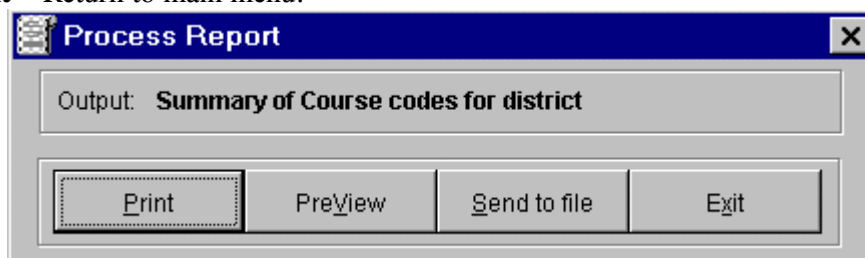 Return to main menu.
Process Report
Output: Summary of Course codes for district
Print PreView Send to file Exit